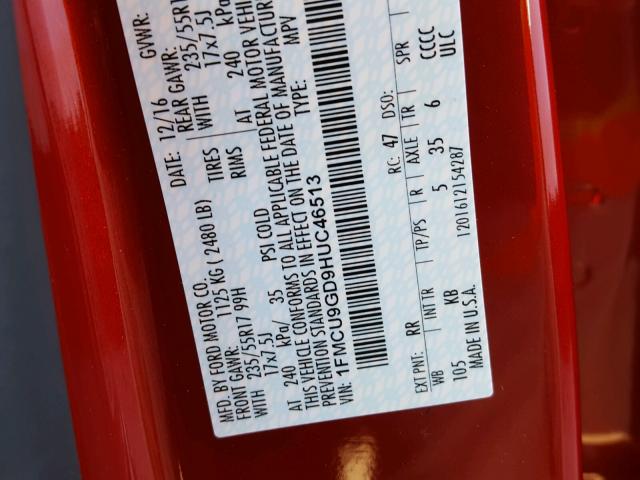 MFD. BY FORD MOTOR CO.
DATE: 12/16 GVWR:
FRONT GAWR: 1125 KG (2480 LB) REAR GAWR:
235/55R17 99H TIRES 235/55R1
WITH 17x7.5J RIMS WITH 17x7.5J
AT 240 kPa/ 35 PSI COLD AT 240 kPa
THIS VEHICLE CONFORMS TO ALL APPLICABLE FEDERAL MOTOR VEHI
PREVENTION STANDARDS IN EFFECT ON THE DATE OF MANUFACTUR
VIN: 1FMCU9GD9HUC46513 TYPE: MPV
EXT PNT: RR RC: 47 DSO:
WB INT TR TP/PS R AXLE TR SPR
105 KB 5 35 6 CCCC
MADE IN U.S.A. 1201612154287 ULC